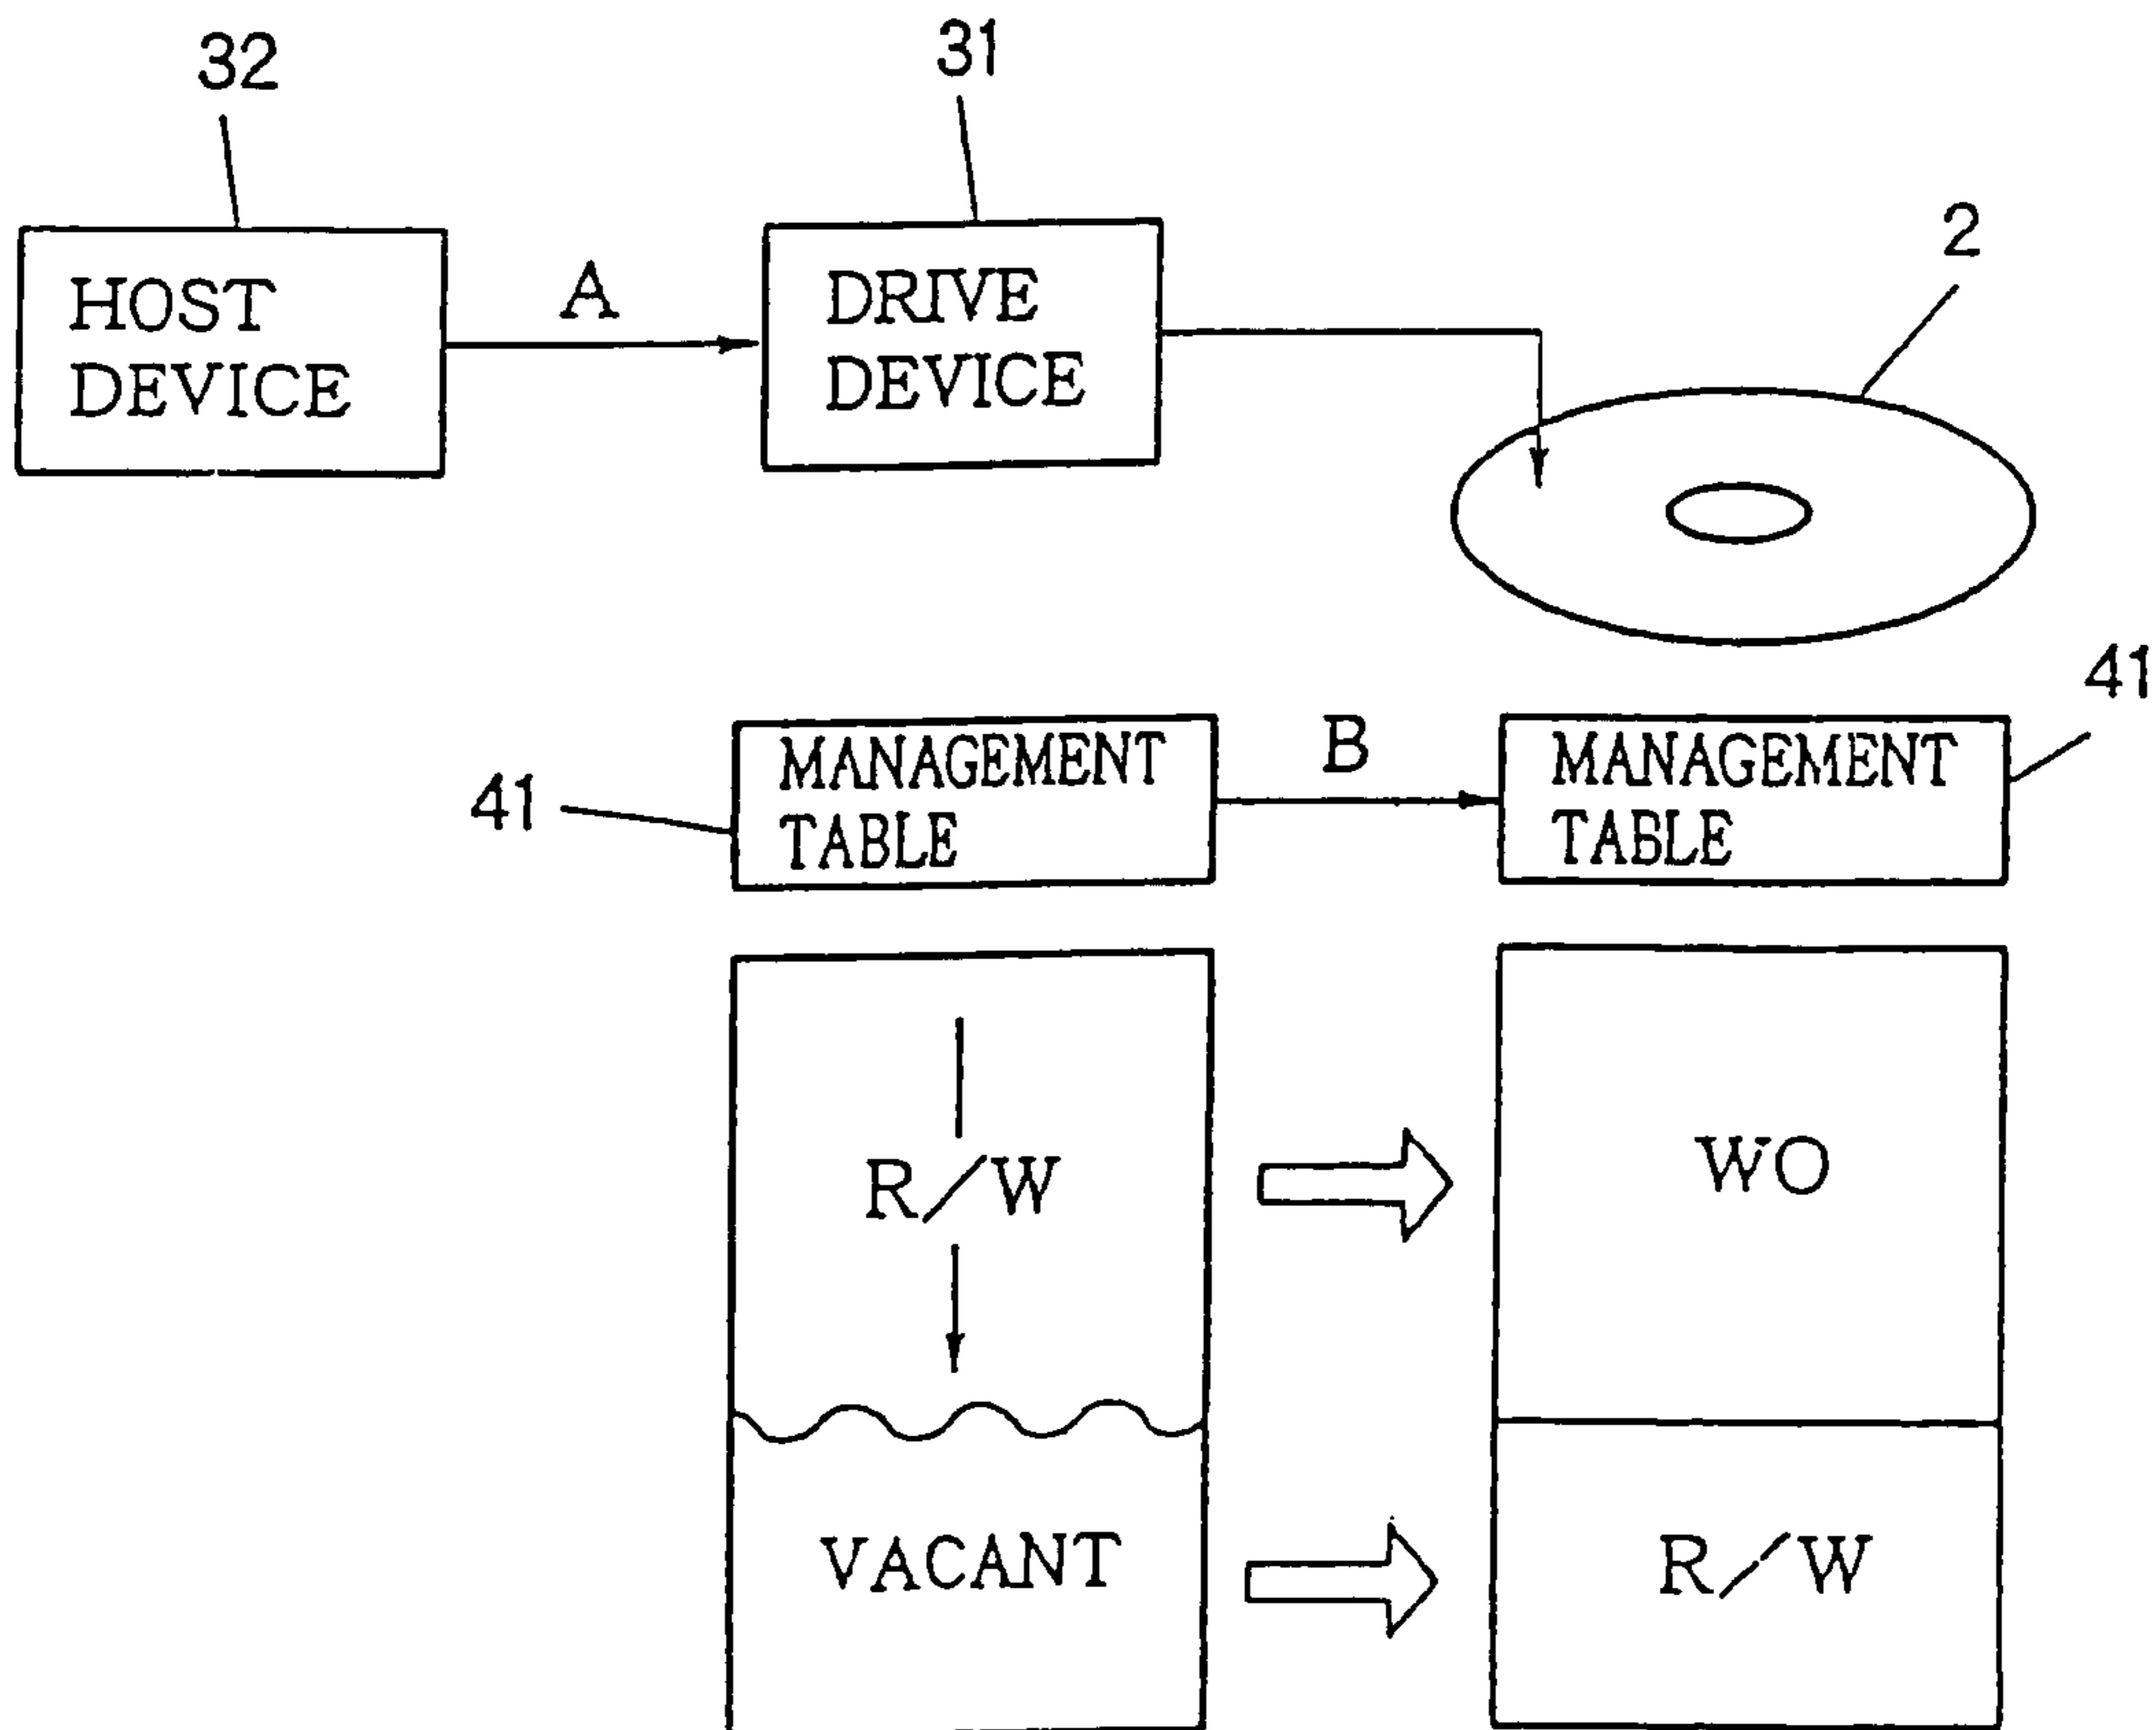 32
31
2
HOST
DEVICE
A
DRIVE
DEVICE
41
MANAGEMENT
TABLE
B
MANAGEMENT
TABLE
41
R/W
WO
VACANT
R/W